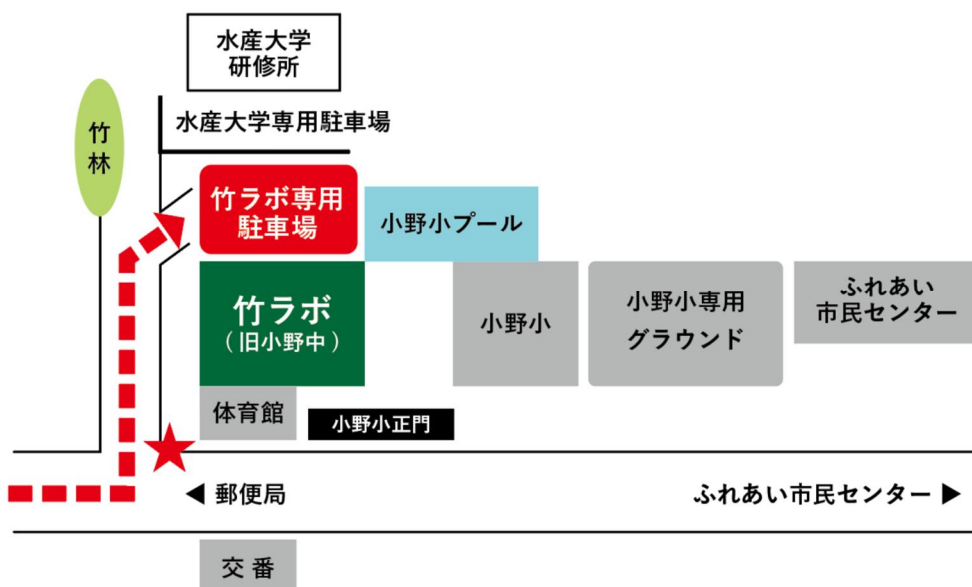 水産大学
研修所
水産大学専用駐車場
竹
林
竹ラボ専用
駐車場
小野小プール
竹ラボ
（旧小野中）
小野小
小野小専用
グラウンド
ふれあい
市民センター
体育館
小野小正門
◀ 郵便局
ふれあい市民センター ▶
交番